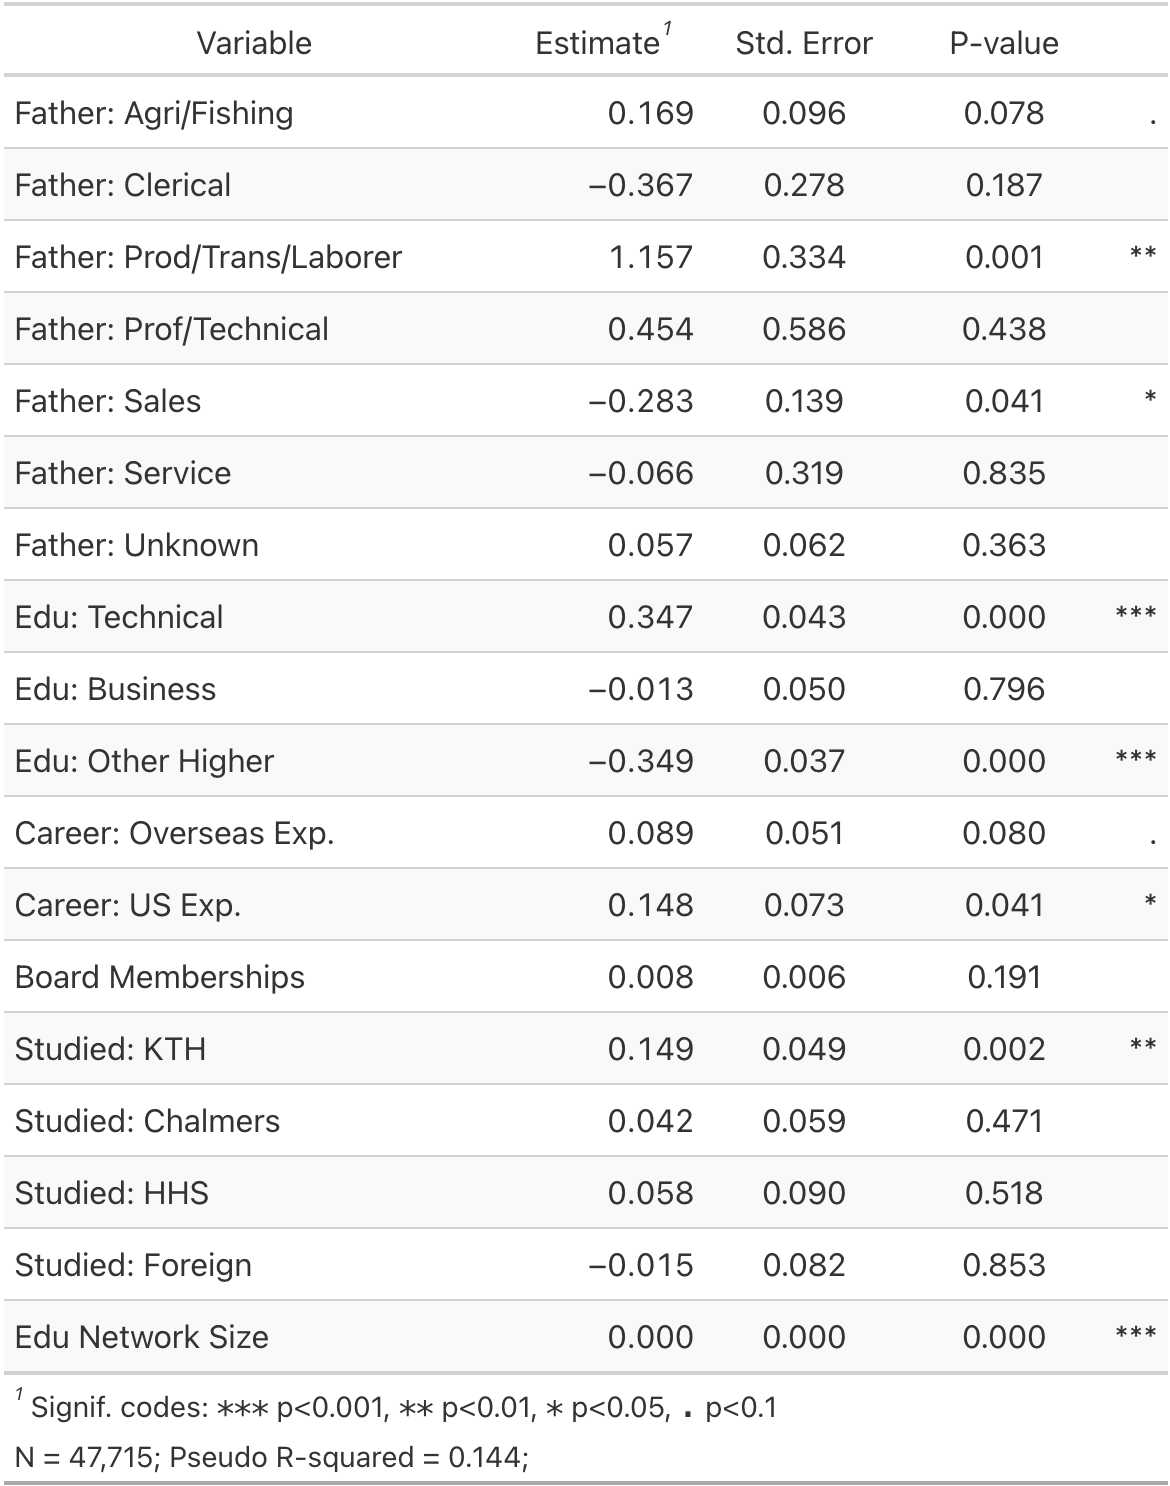 Variable Estimate¹ Std. Error P-value
Father: Agri/Fishing 0.169 0.096 0.078 .
Father: Clerical −0.367 0.278 0.187
Father: Prod/Trans/Laborer 1.157 0.334 0.001 **
Father: Prof/Technical 0.454 0.586 0.438
Father: Sales −0.283 0.139 0.041 *
Father: Service −0.066 0.319 0.835
Father: Unknown 0.057 0.062 0.363
Edu: Technical 0.347 0.043 0.000 ***
Edu: Business −0.013 0.050 0.796
Edu: Other Higher −0.349 0.037 0.000 ***
Career: Overseas Exp. 0.089 0.051 0.080 .
Career: US Exp. 0.148 0.073 0.041 *
Board Memberships 0.008 0.006 0.191
Studied: KTH 0.149 0.049 0.002 **
Studied: Chalmers 0.042 0.059 0.471
Studied: HHS 0.058 0.090 0.518
Studied: Foreign −0.015 0.082 0.853
Edu Network Size 0.000 0.000 0.000 ***
¹ Signif. codes: *** p<0.001, ** p<0.01, * p<0.05, . p<0.1
N = 47,715; Pseudo R-squared = 0.144;